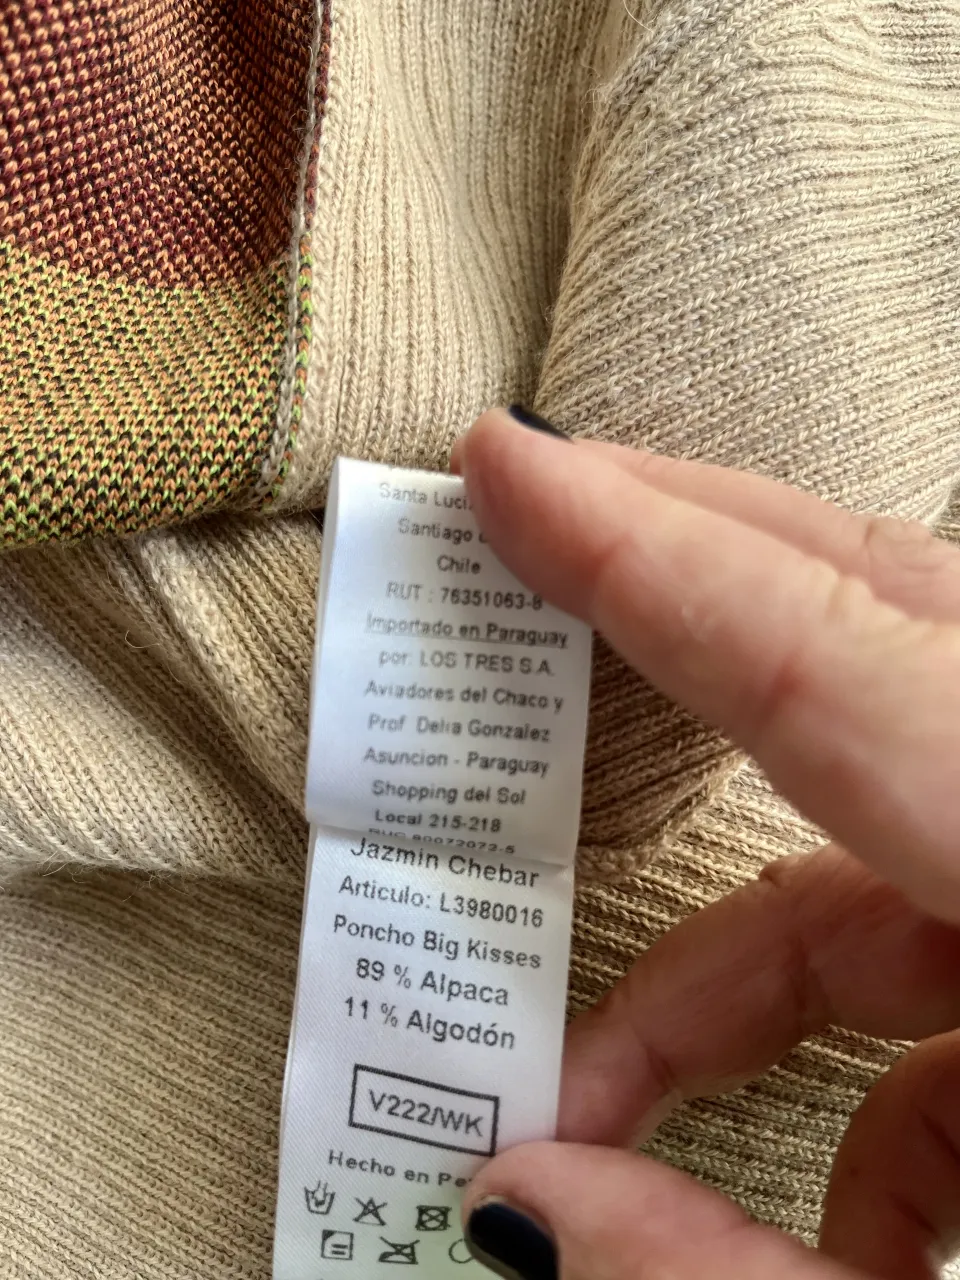 Santa
Santiago
Chile
RUT : 76351063-8
Importado en Paraguay
por: LOS TRES S.A.
Aviadores del Chaco y
Prof Delia Gonzalez
Asuncion - Paraguay
Shopping del Sol
Local 215-218
Jazmin Chebar
Articulo: L3980016
Poncho Big Kisses
89 % Alpaca
11 % Algodón
V222/WK
Hecho en